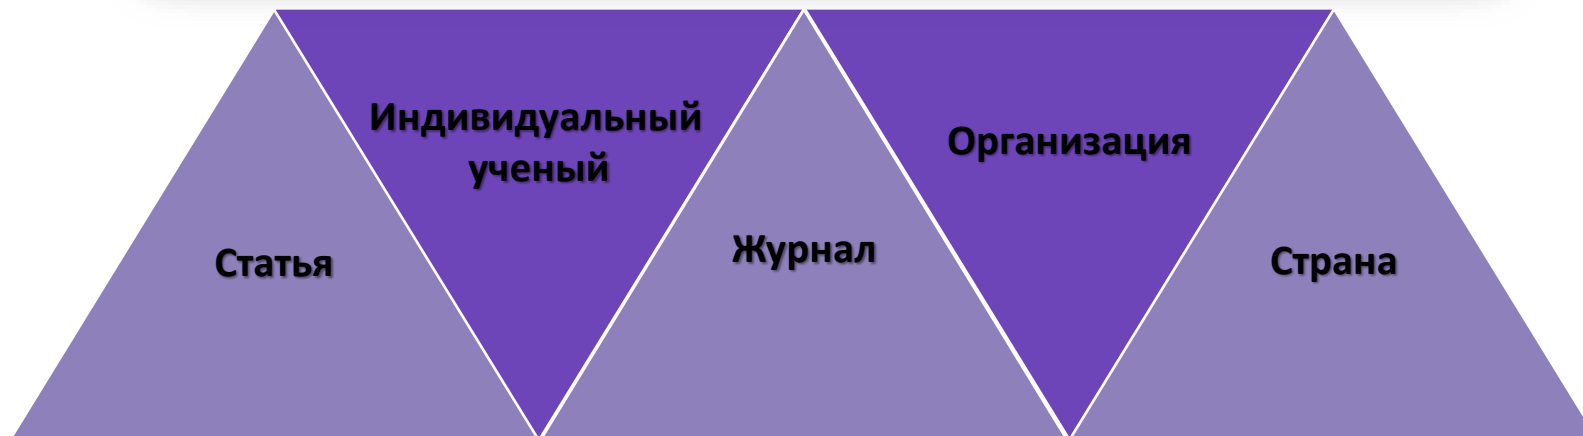 Статья
Индивидуальный
ученый
Журнал
Организация
Страна